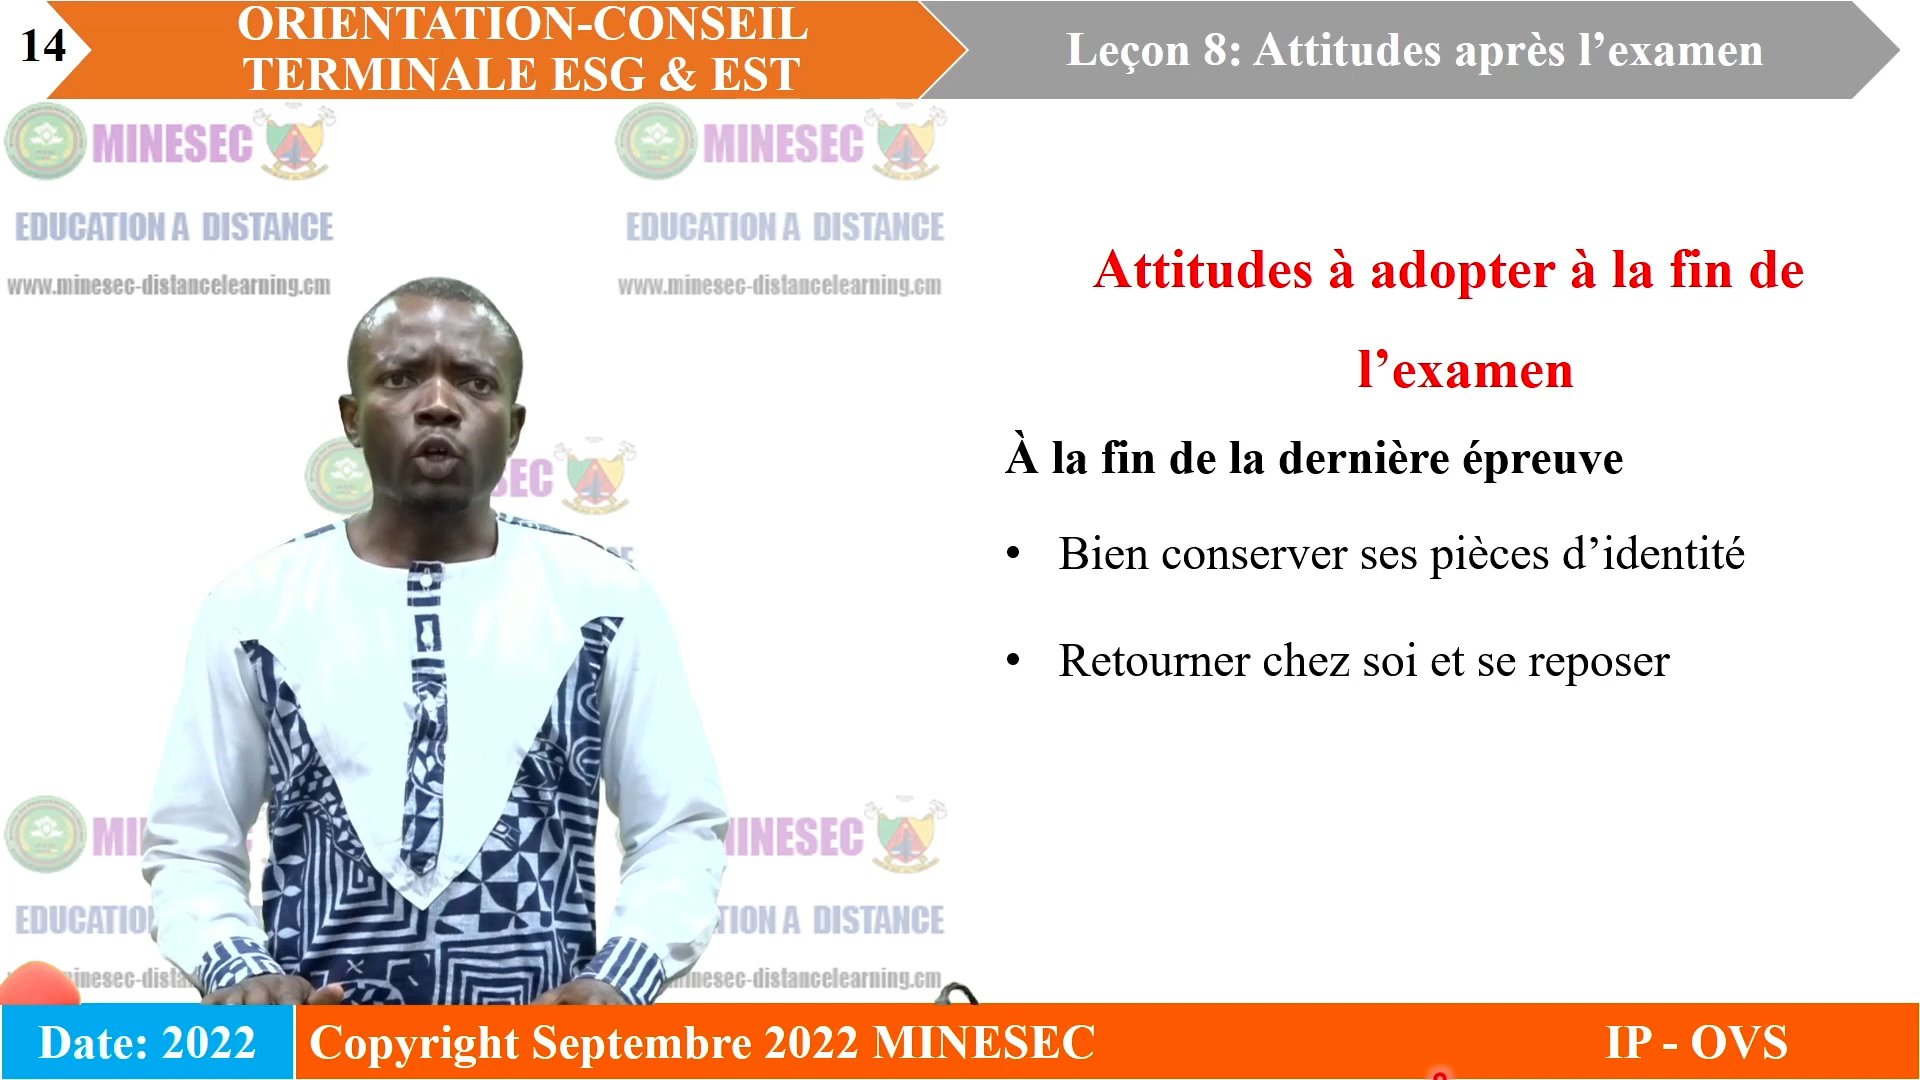 14
ORIENTATION-CONSEIL
TERMINALE ESG & EST
Leçon 8: Attitudes après l’examen
MINESEC
MINESEC
EDUCATION A DISTANCE
EDUCATION A DISTANCE
www.minesec-distancelearning.cm
www.minesec-distancelearning.cm
Attitudes à adopter à la fin de
l’examen
À la fin de la dernière épreuve
• Bien conserver ses pièces d’identité
• Retourner chez soi et se reposer
MINESEC
EDUCATION A DISTANCE
Date: 2022
Copyright Septembre 2022 MINESEC
IP - OVS